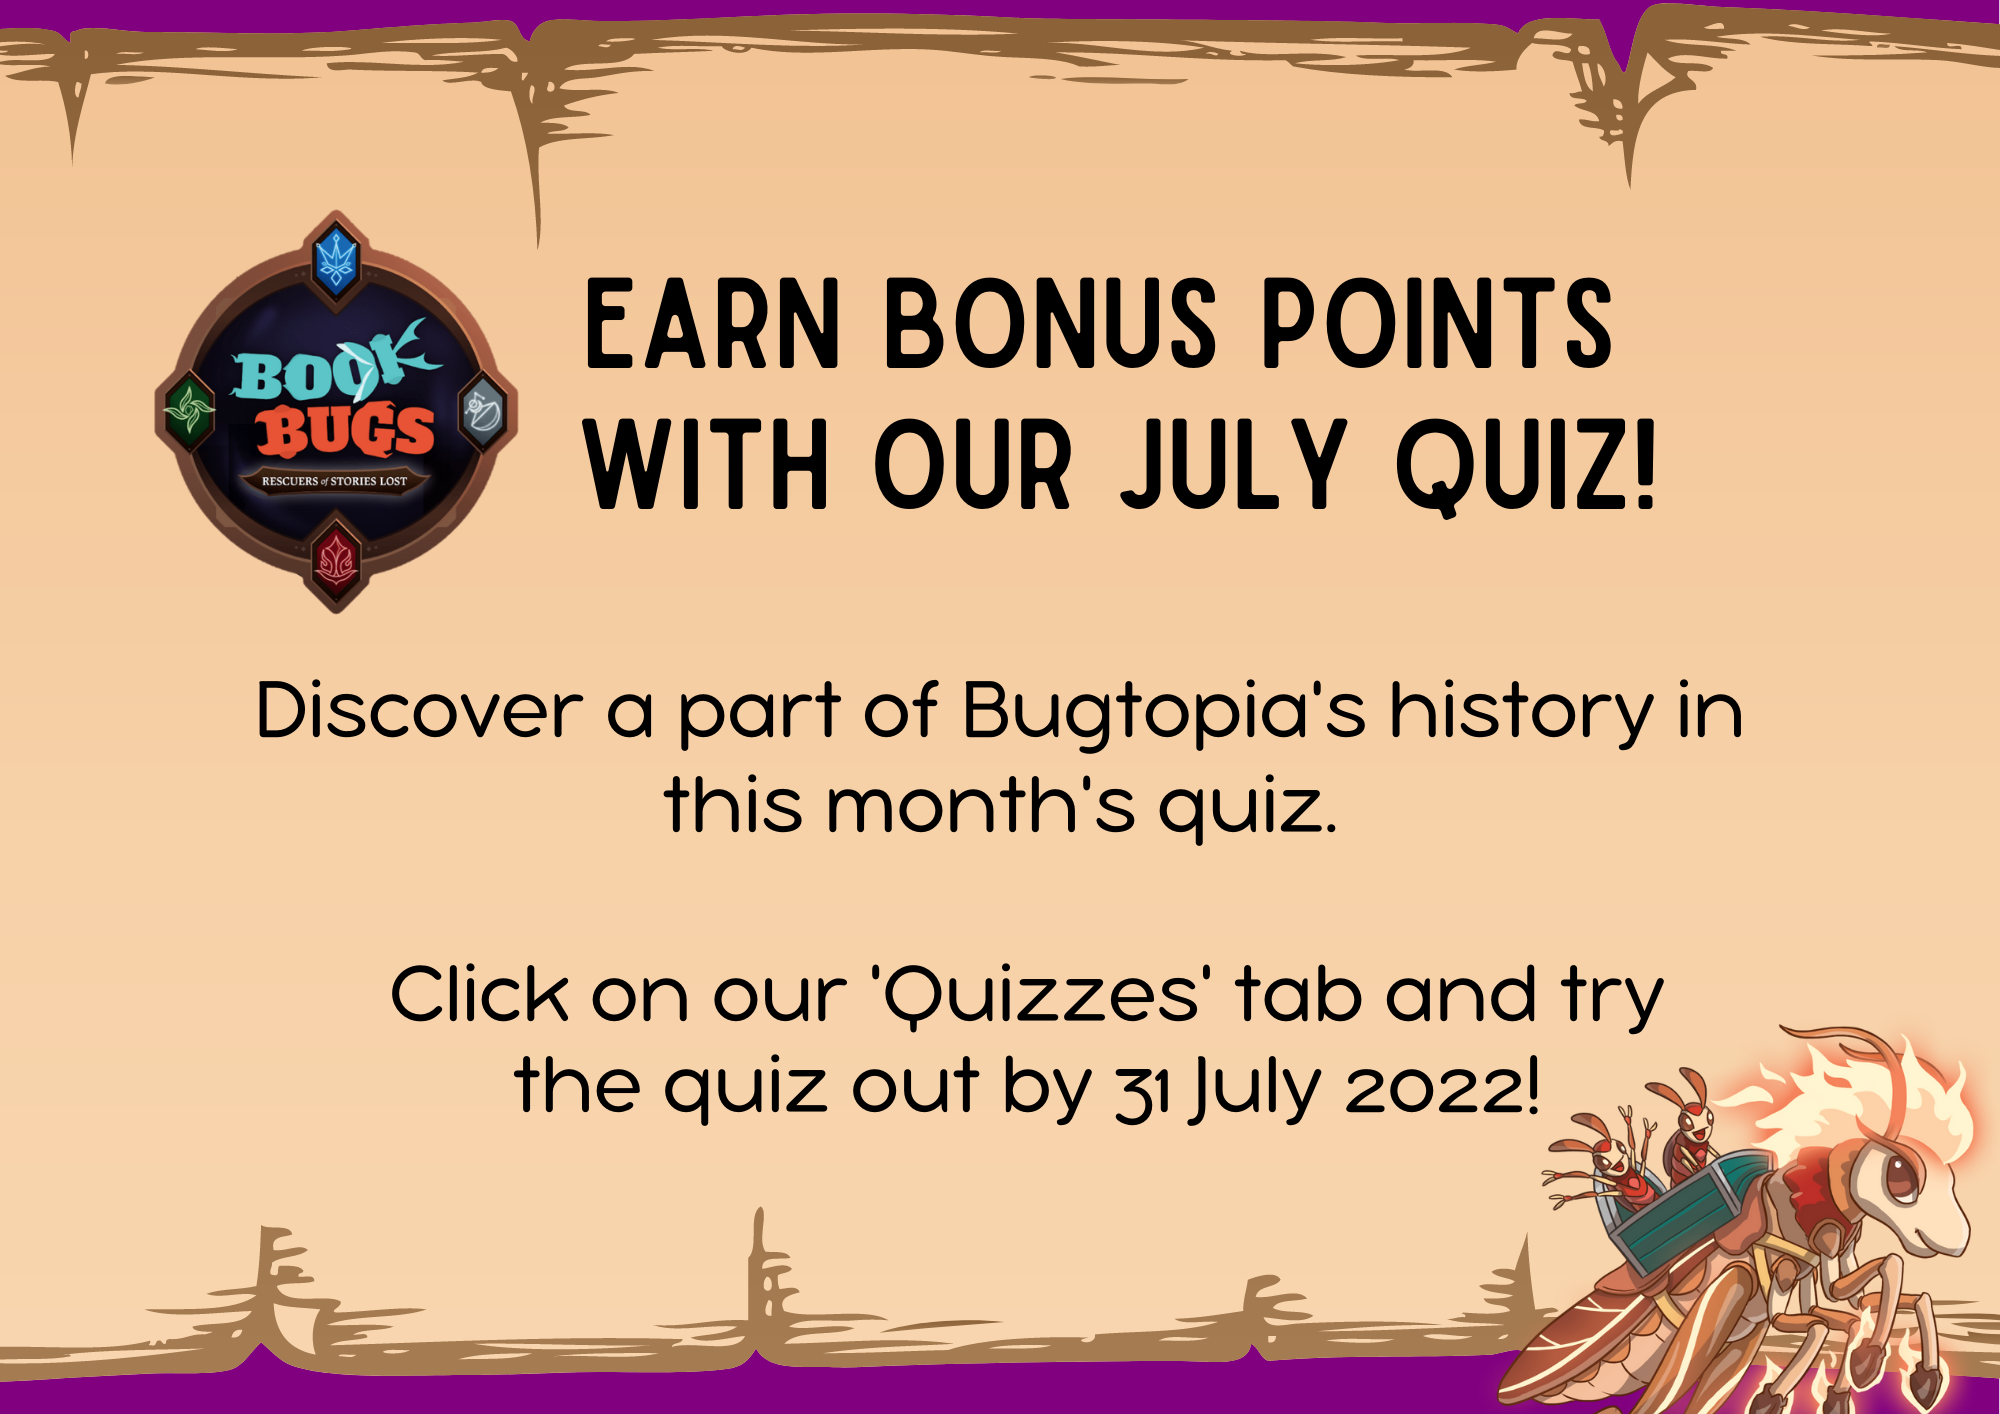 BOOK
BUGS
RESCUERS of STORIES LOST
EARN BONUS POINTS
WITH OUR JULY QUIZ!
Discover a part of Bugtopia's history in
this month's quiz.
Click on our 'Quizzes' tab and try
the quiz out by 31 July 2022!